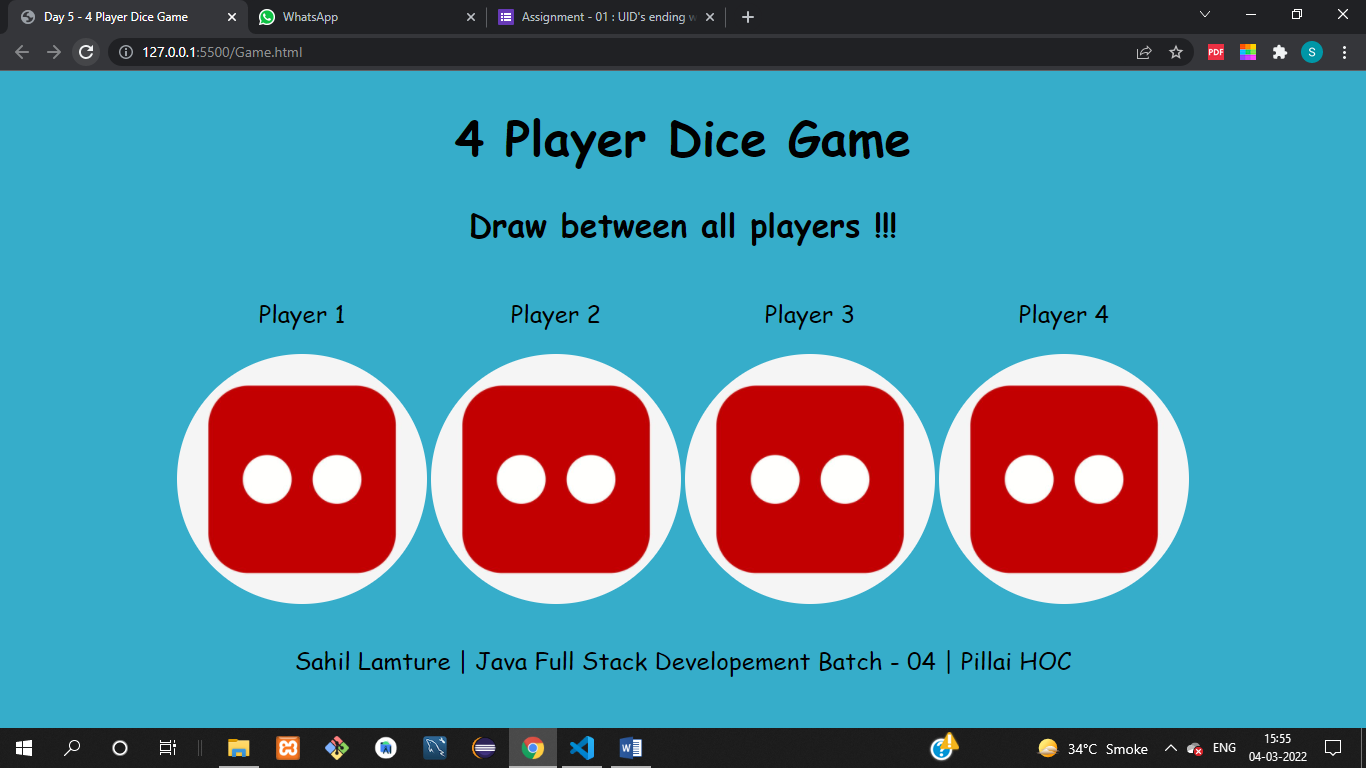 Day 5 - 4 Player Dice Game
WhatsApp
Assignment - 01 : UID's ending w
127.0.0.1:5500/Game.html
PDF
S
4 Player Dice Game
Draw between all players !!!
Player 1 Player 2 Player 3 Player 4
Sahil Lamture | Java Full Stack Developement Batch - 04 | Pillai HOC
34°C Smoke
ENG
15:55
04-03-2022